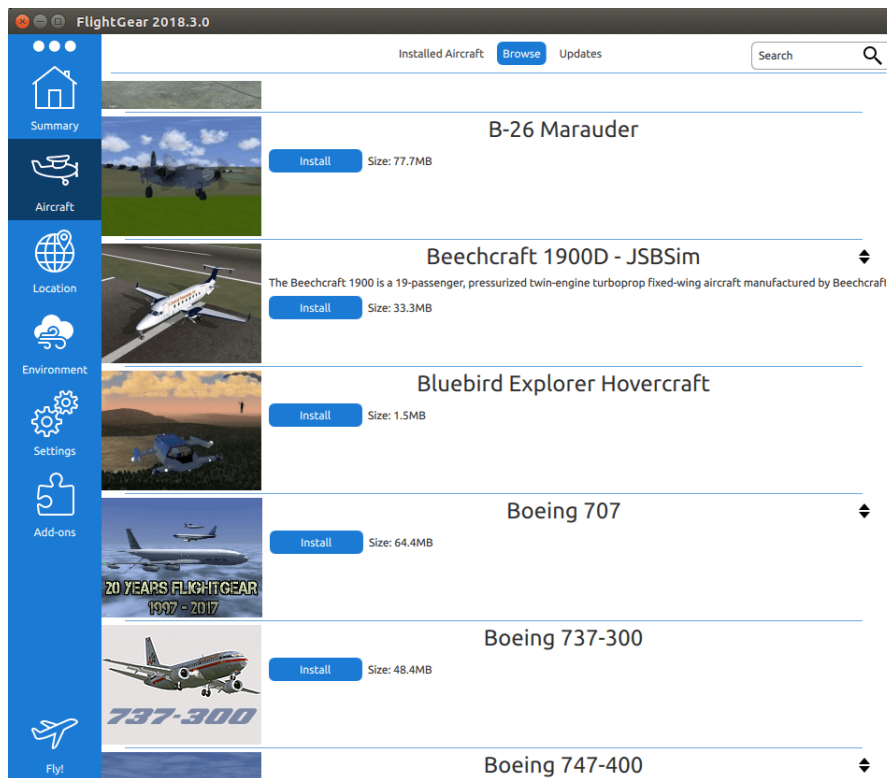 FlightGear 2018.3.0
Installed Aircraft
Browse
Updates
Search
Summary
Aircraft
Location
Environment
Settings
Add-ons
Fly!
B-26 Marauder
Install
Size: 77.7MB
Beechcraft 1900D - JSBSim
The Beechcraft 1900 is a 19-passenger, pressurized twin-engine turboprop fixed-wing aircraft manufactured by Beechcraft
Install
Size: 33.3MB
Bluebird Explorer Hovercraft
Install
Size: 1.5MB
Boeing 707
20 YEARS FLIGHTGEAR
1997 - 2017
Install
Size: 64.4MB
Boeing 737-300
737-300
Install
Size: 48.4MB
Boeing 747-400